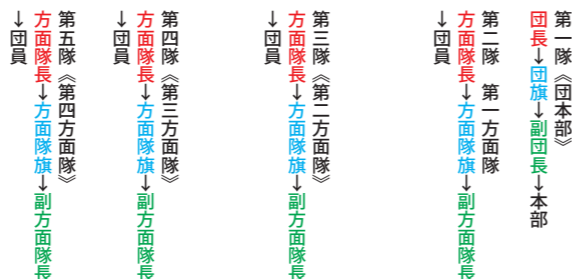 第一隊《団本部》
団長→団旗→副団長→本部
第二隊　第一方面隊
方面隊長→方面隊旗→副方面隊長
→団員
第三隊《第二方面隊》
方面隊長→方面隊旗→副方面隊長
→団員
第四隊《第三方面隊》
方面隊長→方面隊旗→副方面隊長
→団員
第五隊《第四方面隊》
方面隊長→方面隊旗→副方面隊長
→団員